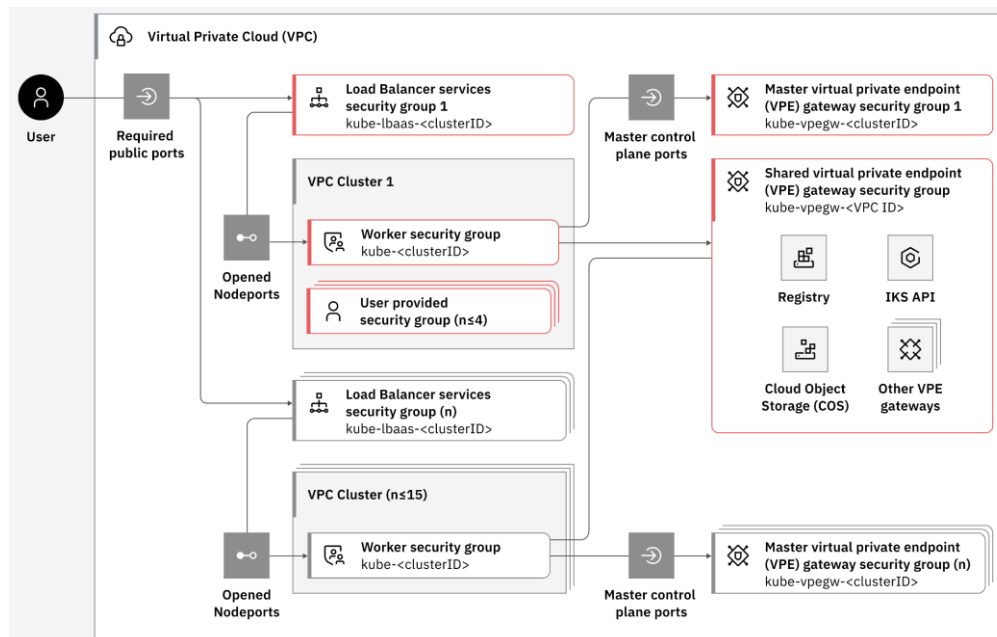 Virtual Private Cloud (VPC)
User
Required
public ports
Load Balancer services
security group 1
kube-lbaas-<clusterID>
Master control
plane ports
Master virtual private endpoint
(VPE) gateway security group 1
kube-vpegw-<clusterID>
VPC Cluster 1
Opened
Nodeports
Worker security group
kube-<clusterID>
User provided
security group (n≤4)
Shared virtual private endpoint
(VPE) gateway security group
kube-vpegw-<VPC ID>
Registry
IKS API
Cloud Object
Storage (COS)
Other VPE
gateways
Load Balancer services
security group (n)
kube-lbaas-<clusterID>
VPC Cluster (n≤15)
Opened
Nodeports
Worker security group
kube-<clusterID>
Master control
plane ports
Master virtual private endpoint
(VPE) gateway security group (n)
kube-vpegw-<clusterID>